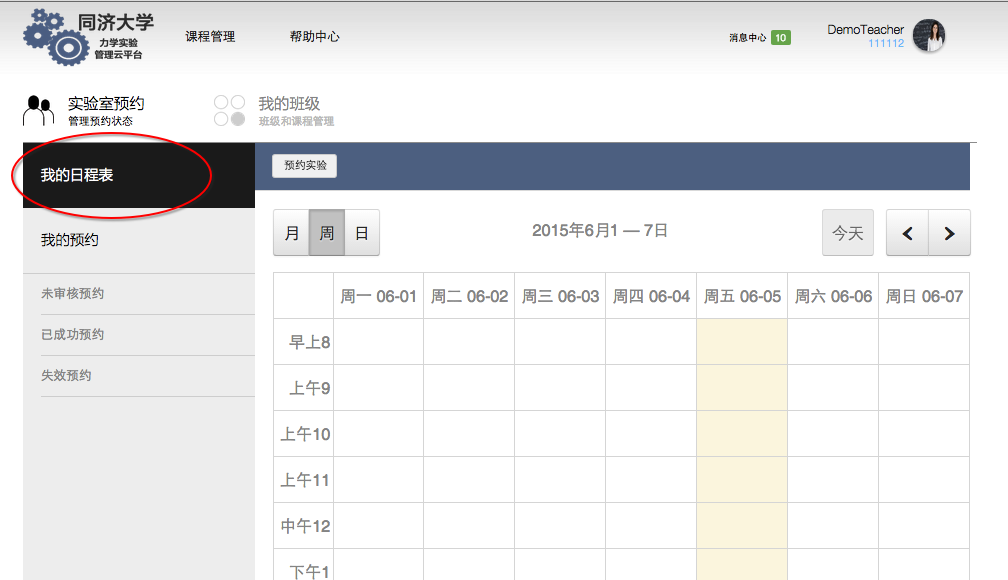 同济大学
力学实验
管理云平台
课程管理
帮助中心
消息中心 10
DemoTeacher
111112
实验室预约
管理预约状态
我的班级
班级和课程管理
我的日程表
预约实验
我的预约
未审核预约
已成功预约
失效预约
月 周 日
2015年6月1 — 7日
今天
周一 06-01 周二 06-02 周三 06-03 周四 06-04 周五 06-05 周六 06-06 周日 06-07
早上8
上午9
上午10
上午11
中午12
下午1